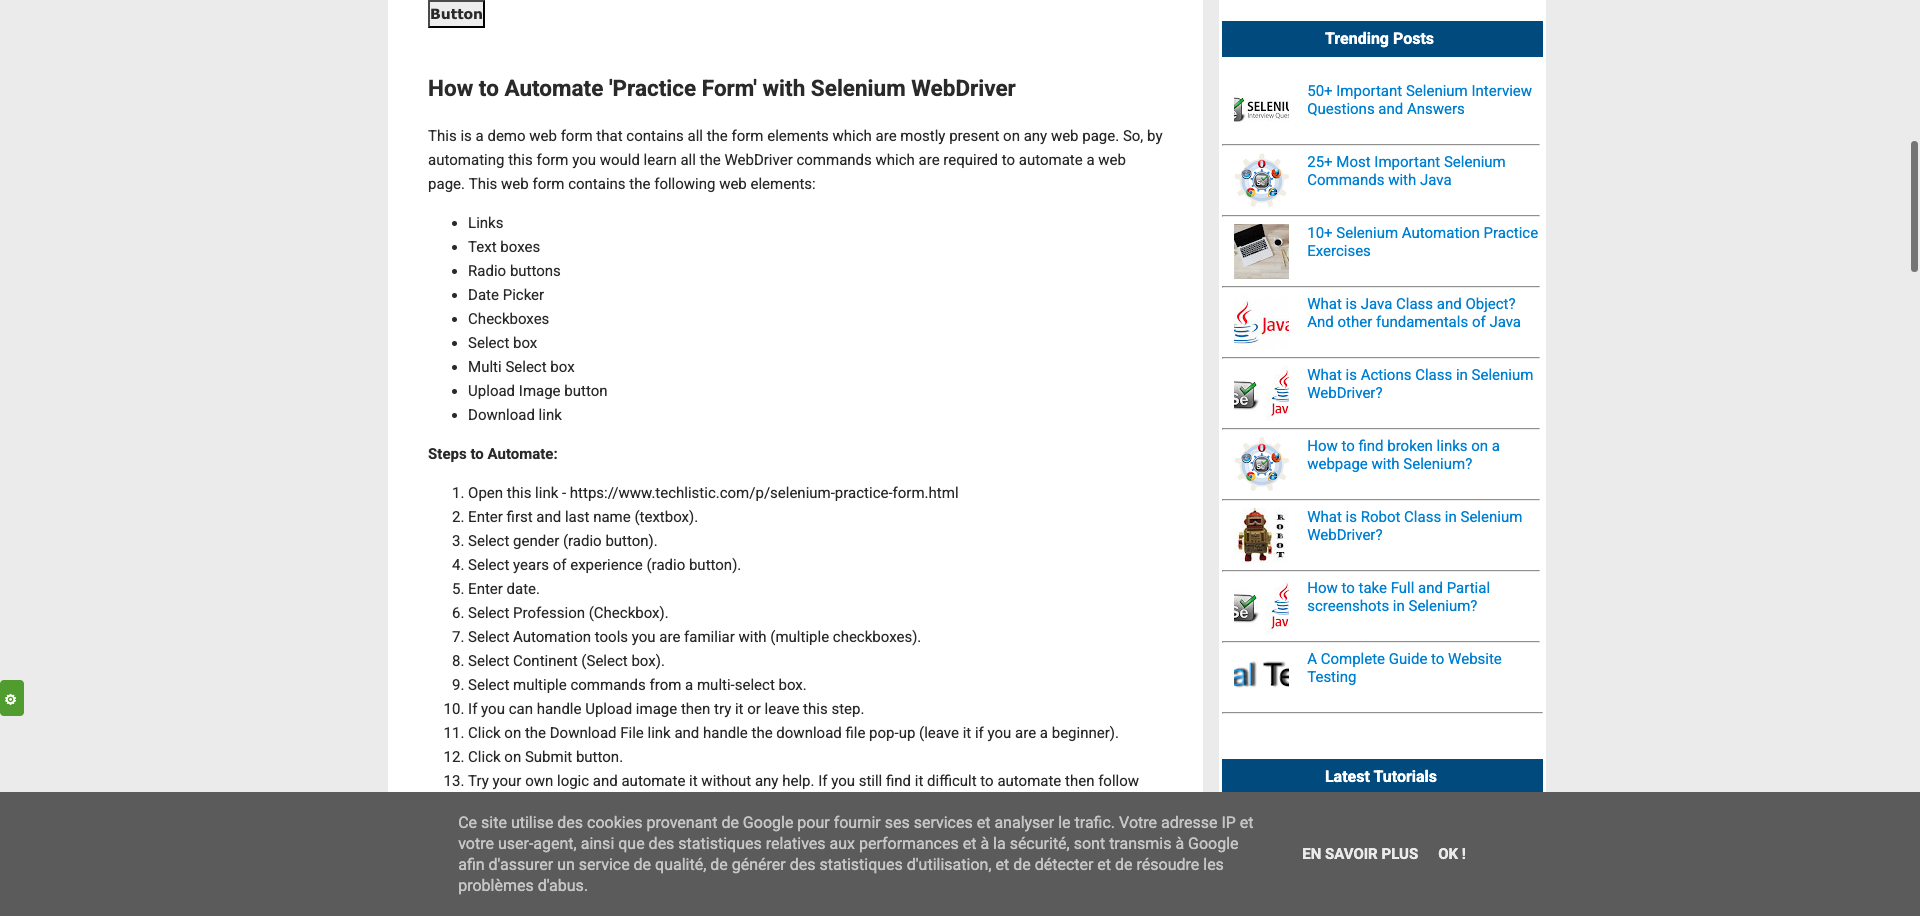 Button
How to Automate 'Practice Form' with Selenium WebDriver
This is a demo web form that contains all the form elements which are mostly present on any web page. So, by
automating this form you would learn all the WebDriver commands which are required to automate a web
page. This web form contains the following web elements:
• Links
• Text boxes
• Radio buttons
• Date Picker
• Checkboxes
• Select box
• Multi Select box
• Upload Image button
• Download link
Steps to Automate:
1. Open this link - https://www.techlistic.com/p/selenium-practice-form.html
2. Enter first and last name (textbox).
3. Select gender (radio button).
4. Select years of experience (radio button).
5. Enter date.
6. Select Profession (Checkbox).
7. Select Automation tools you are familiar with (multiple checkboxes).
8. Select Continent (Select box).
9. Select multiple commands from a multi-select box.
10. If you can handle Upload image then try it or leave this step.
11. Click on the Download File link and handle the download file pop-up (leave it if you are a beginner).
12. Click on Submit button.
13. Try your own logic and automate it without any help. If you still find it difficult to automate then follow
Trending Posts
SELENIU
Interview Que
50+ Important Selenium Interview
Questions and Answers
25+ Most Important Selenium
Commands with Java
10+ Selenium Automation Practice
Exercises
Java
What is Java Class and Object?
And other fundamentals of Java
Se
Jav
What is Actions Class in Selenium
WebDriver?
How to find broken links on a
webpage with Selenium?
ROBOT
What is Robot Class in Selenium
WebDriver?
Se
Jav
How to take Full and Partial
screenshots in Selenium?
al Te
A Complete Guide to Website
Testing
Latest Tutorials
Ce site utilise des cookies provenant de Google pour fournir ses services et analyser le trafic. Votre adresse IP et
votre user-agent, ainsi que des statistiques relatives aux performances et à la sécurité, sont transmis à Google
afin d'assurer un service de qualité, de générer des statistiques d'utilisation, et de détecter et de résoudre les
problèmes d'abus.
EN SAVOIR PLUS
OK !